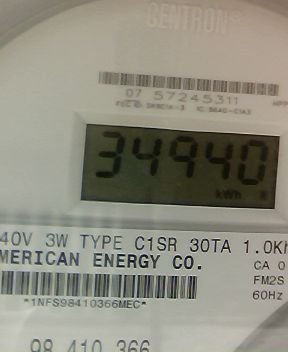 CENTRON®
07 57245311
34940
kWh
40V 3W TYPE C1SR 30TA 1.0Kh
MERICAN ENERGY CO.
CA 0
FM2S
60Hz
*1NFS98410366MEC*
98 410 366